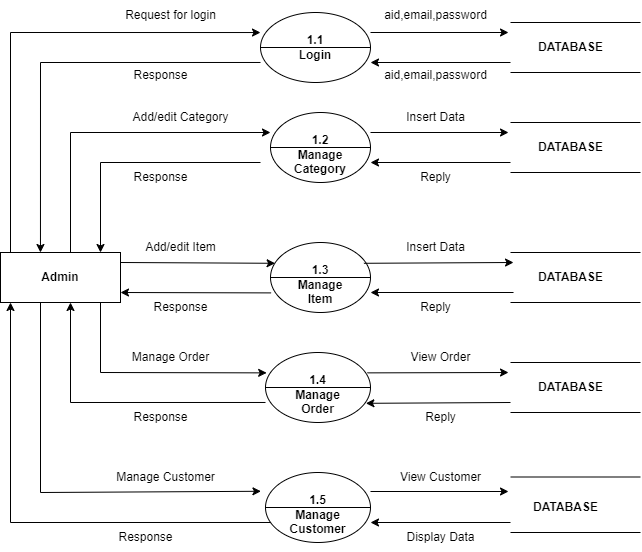 Request for login
aid,email,password
1.1
Login
DATABASE
Response
aid,email,password
Add/edit Category
Insert Data
1.2
Manage
Category
DATABASE
Response
Reply
Add/edit Item
Insert Data
Admin
1.3
Manage
Item
DATABASE
Response
Reply
Manage Order
View Order
1.4
Manage
Order
DATABASE
Response
Reply
Manage Customer
View Customer
1.5
Manage
Customer
DATABASE
Response
Display Data